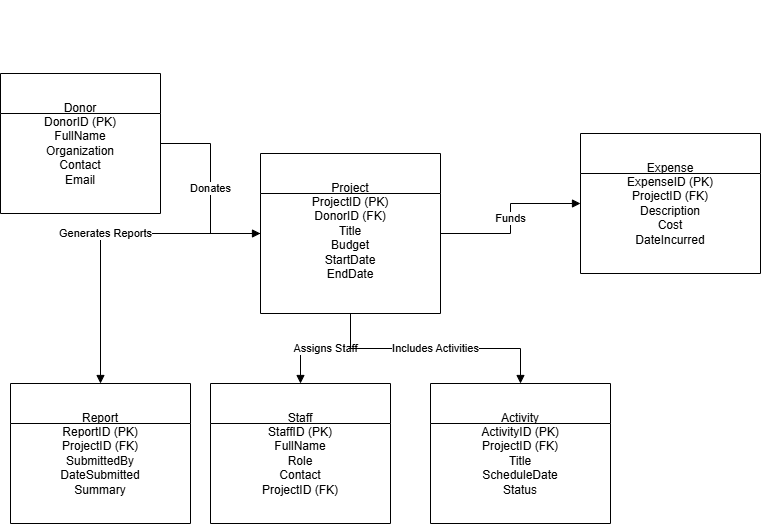 Donor
DonorID (PK)
FullName
Organization
Contact
Email
Donates
Project
ProjectID (PK)
DonorID (FK)
Title
Budget
StartDate
EndDate
Expense
ExpenseID (PK)
ProjectID (FK)
Description
Cost
DateIncurred
Funds
Generates Reports
Assigns Staff
Includes Activities
Report
ReportID (PK)
ProjectID (FK)
SubmittedBy
DateSubmitted
Summary
Staff
StaffID (PK)
FullName
Role
Contact
ProjectID (FK)
Activity
ActivityID (PK)
ProjectID (FK)
Title
ScheduleDate
Status